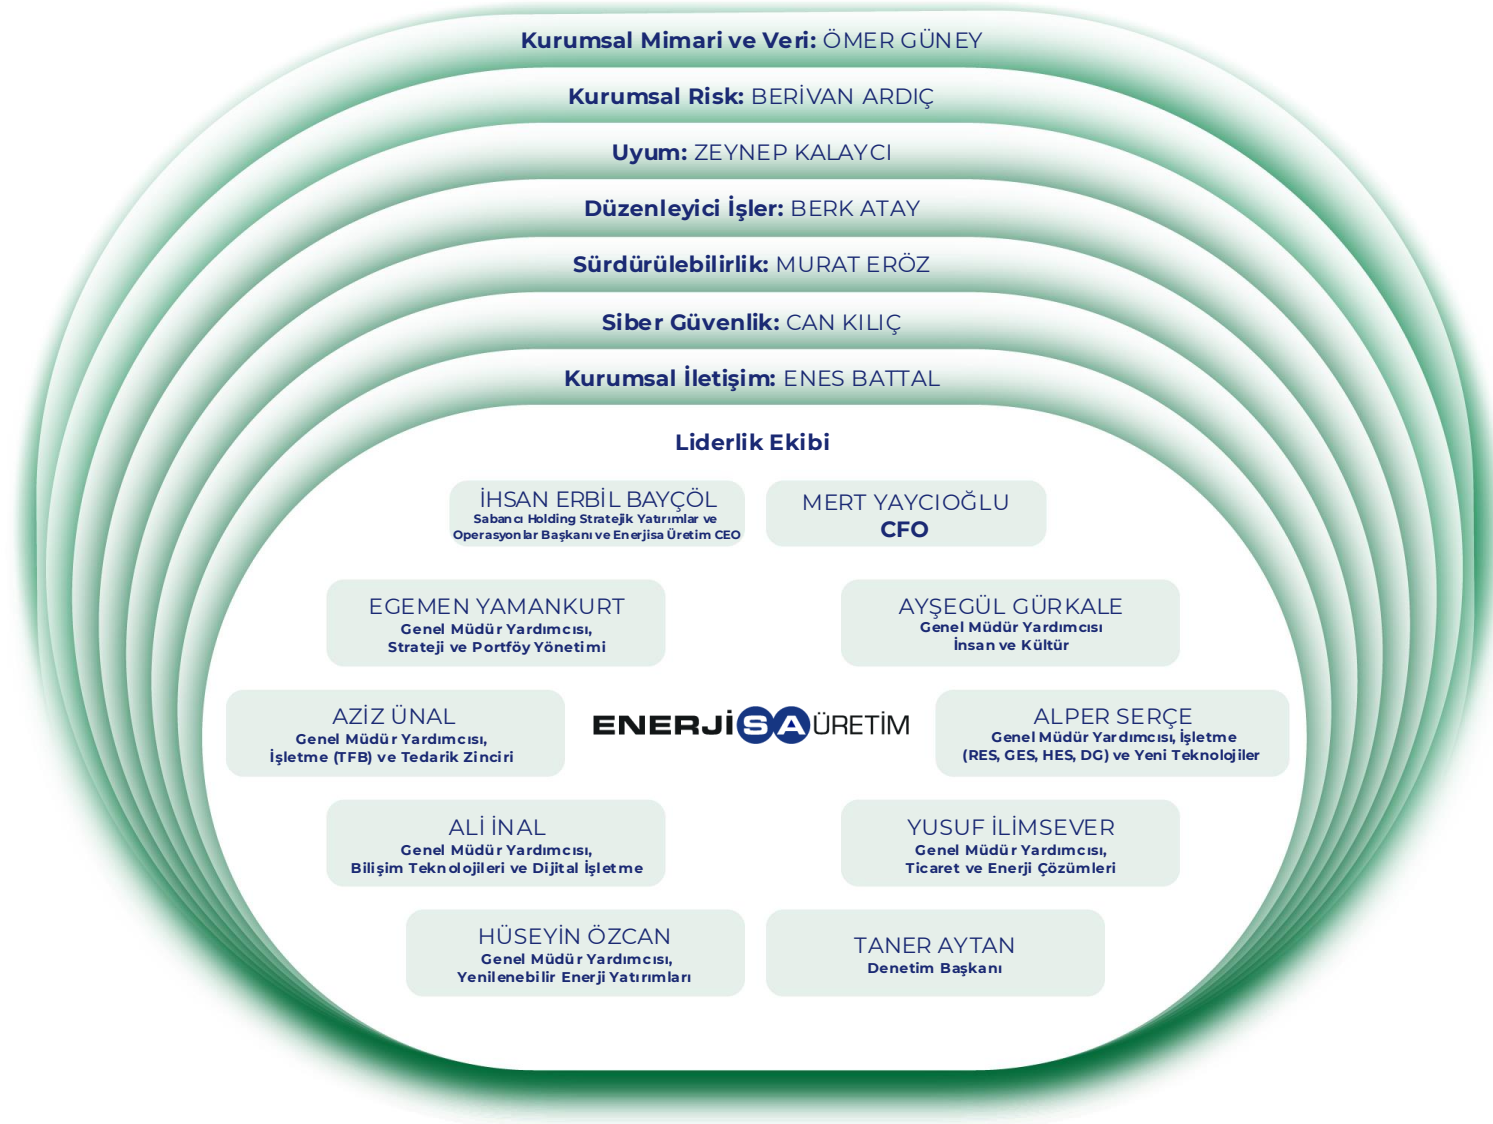 Kurumsal Mimari ve Veri: ÖMER GÜNEY
Kurumsal Risk: BERİVAN ARDIÇ
Uyum: ZEYNEP KALAYCI
Düzenleyici İşler: BERK ATAY
Sürdürülebilirlik: MURAT ERÖZ
Siber Güvenlik: CAN KILIÇ
Kurumsal İletişim: ENES BATTAL
Liderlik Ekibi
İHSAN ERBİL BAYÇÖL
Sabancı Holding Stratejik Yatırımlar ve
Operasyonlar Başkanı ve Enerjisa Üretim CEO
MERT YAYCIOĞLU
CFO
EGEMEN YAMANKURT
Genel Müdür Yardımcısı,
Strateji ve Portföy Yönetimi
AYŞEGÜL GÜRKALE
Genel Müdür Yardımcısı
İnsan ve Kültür
AZİZ ÜNAL
Genel Müdür Yardımcısı,
İşletme (TFB) ve Tedarik Zinciri
ENERJİSA ÜRETİM
ALPER SERÇE
Genel Müdür Yardımcısı, İşletme
(RES, GES, HES, DG) ve Yeni Teknolojiler
ALİ İNAL
Genel Müdür Yardımcısı,
Bilişim Teknolojileri ve Dijital İşletme
YUSUF İLİMSEVER
Genel Müdür Yardımcısı,
Ticaret ve Enerji Çözümleri
HÜSEYİN ÖZCAN
Genel Müdür Yardımcısı,
Yenilenebilir Enerji Yatırımları
TANER AYTAN
Denetim Başkanı